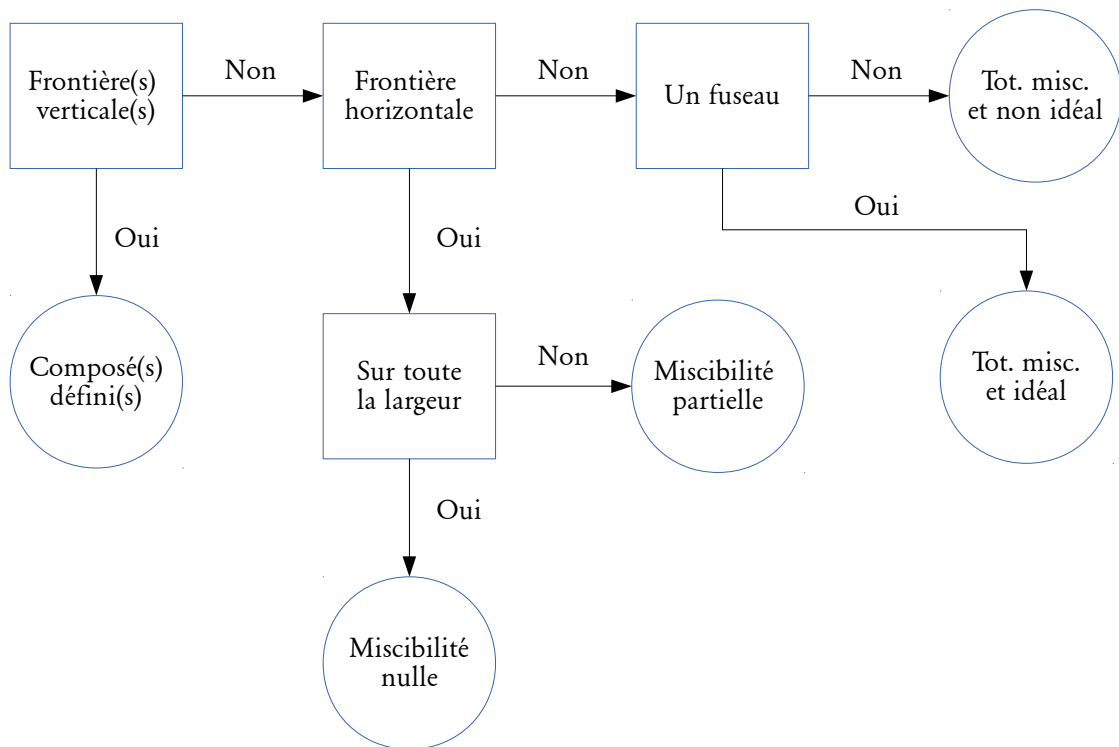 Frontière(s)
verticale(s)
Non
Frontière
horizontale
Non
Un fuseau
Non
Tot. misc.
et non idéal
Oui
Oui
Oui
Composé(s)
défini(s)
Sur toute
la largeur
Non
Miscibilité
partielle
Tot. misc.
et idéal
Oui
Miscibilité
nulle